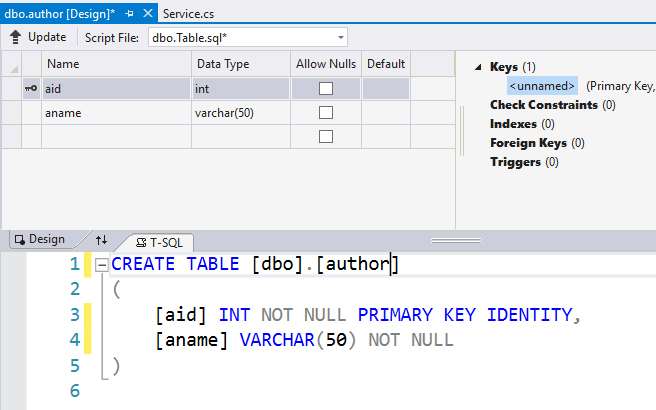 dbo.author [Design]* Service.cs
Update Script File: dbo.Table.sql*
Name Data Type Allow Nulls Default
aid int
aname varchar(50)
Keys (1)
<unnamed> (Primary Key,
Check Constraints (0)
Indexes (0)
Foreign Keys (0)
Triggers (0)
Design T-SQL
1 CREATE TABLE [dbo].[author]
2 (
3 [aid] INT NOT NULL PRIMARY KEY IDENTITY,
4 [aname] VARCHAR(50) NOT NULL
5 )
6